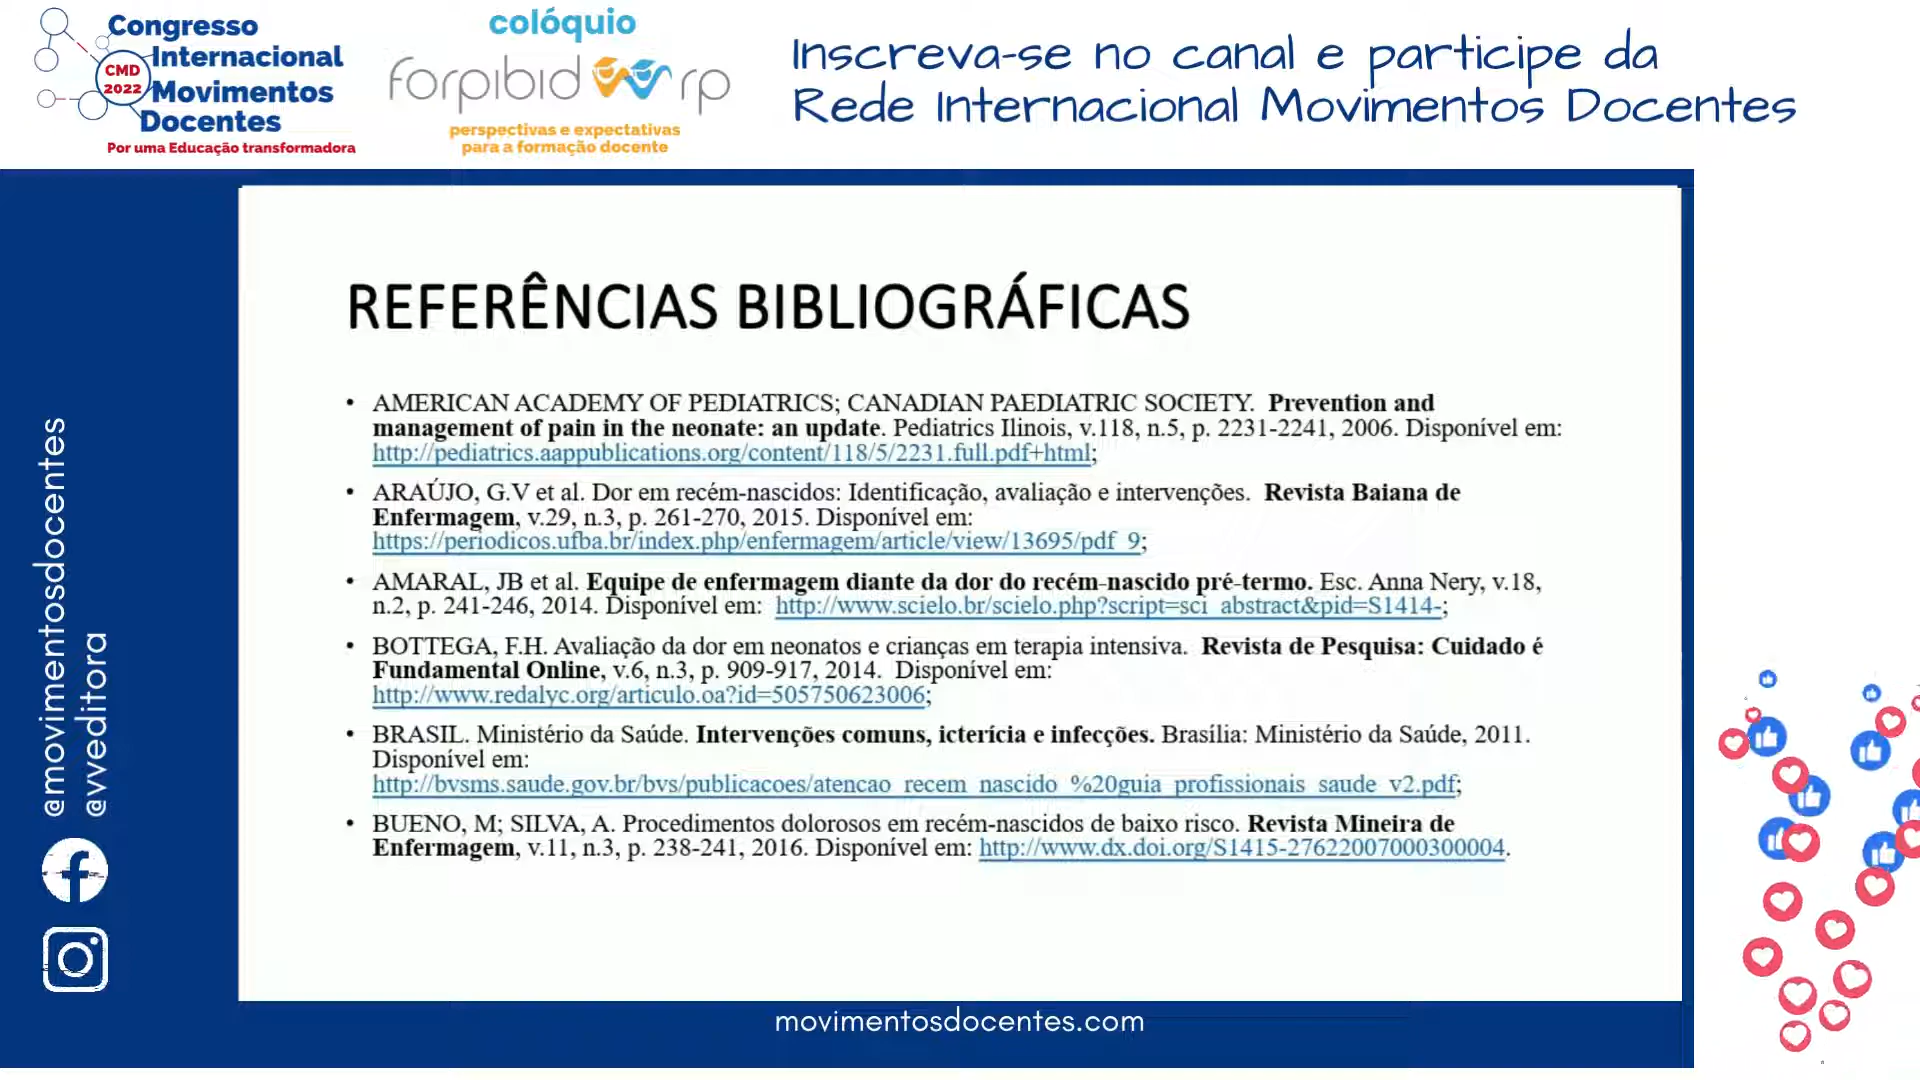 Congresso
Internacional
CMD
2022
Movimentos
Docentes
Por uma Educação transformadora
colóquio
forpibid rp
perspectivas e expectativas
para a formação docente
Inscreva-se no canal e participe da
Rede Internacional Movimentos Docentes
@movimentosdocentes
@vveditora
REFERÊNCIAS BIBLIOGRÁFICAS
• AMERICAN ACADEMY OF PEDIATRICS; CANADIAN PAEDIATRIC SOCIETY. Prevention and
management of pain in the neonate: an update. Pediatrics Ilinois, v.118, n.5, p. 2231-2241, 2006. Disponível em:
http://pediatrics.aappublications.org/content/118/5/2231.full.pdf+html;
• ARAÚJO, G.V et al. Dor em recém-nascidos: Identificação, avaliação e intervenções. Revista Baiana de
Enfermagem, v.29, n.3, p. 261-270, 2015. Disponível em:
https://periodicos.ufba.br/index.php/enfermagem/article/view/13695/pdf_9;
• AMARAL, JB et al. Equipe de enfermagem diante da dor do recém-nascido pré-termo. Esc. Anna Nery, v.18,
n.2, p. 241-246, 2014. Disponível em: http://www.scielo.br/scielo.php?script=sci_abstract&pid=S1414-;
• BOTTEGA, F.H. Avaliação da dor em neonatos e crianças em terapia intensiva. Revista de Pesquisa: Cuidado é
Fundamental Online, v.6, n.3, p. 909-917, 2014. Disponível em:
http://www.redalyc.org/articulo.oa?id=505750623006;
• BRASIL. Ministério da Saúde. Intervenções comuns, icterícia e infecções. Brasília: Ministério da Saúde, 2011.
Disponível em:
http://bvsms.saude.gov.br/bvs/publicacoes/atencao_recem_nascido_%20guia_profissionais_saude_v2.pdf;
• BUENO, M; SILVA, A. Procedimentos dolorosos em recém-nascidos de baixo risco. Revista Mineira de
Enfermagem, v.11, n.3, p. 238-241, 2016. Disponível em: http://www.dx.doi.org/S1415-27622007000300004.
movimentosdocentes.com